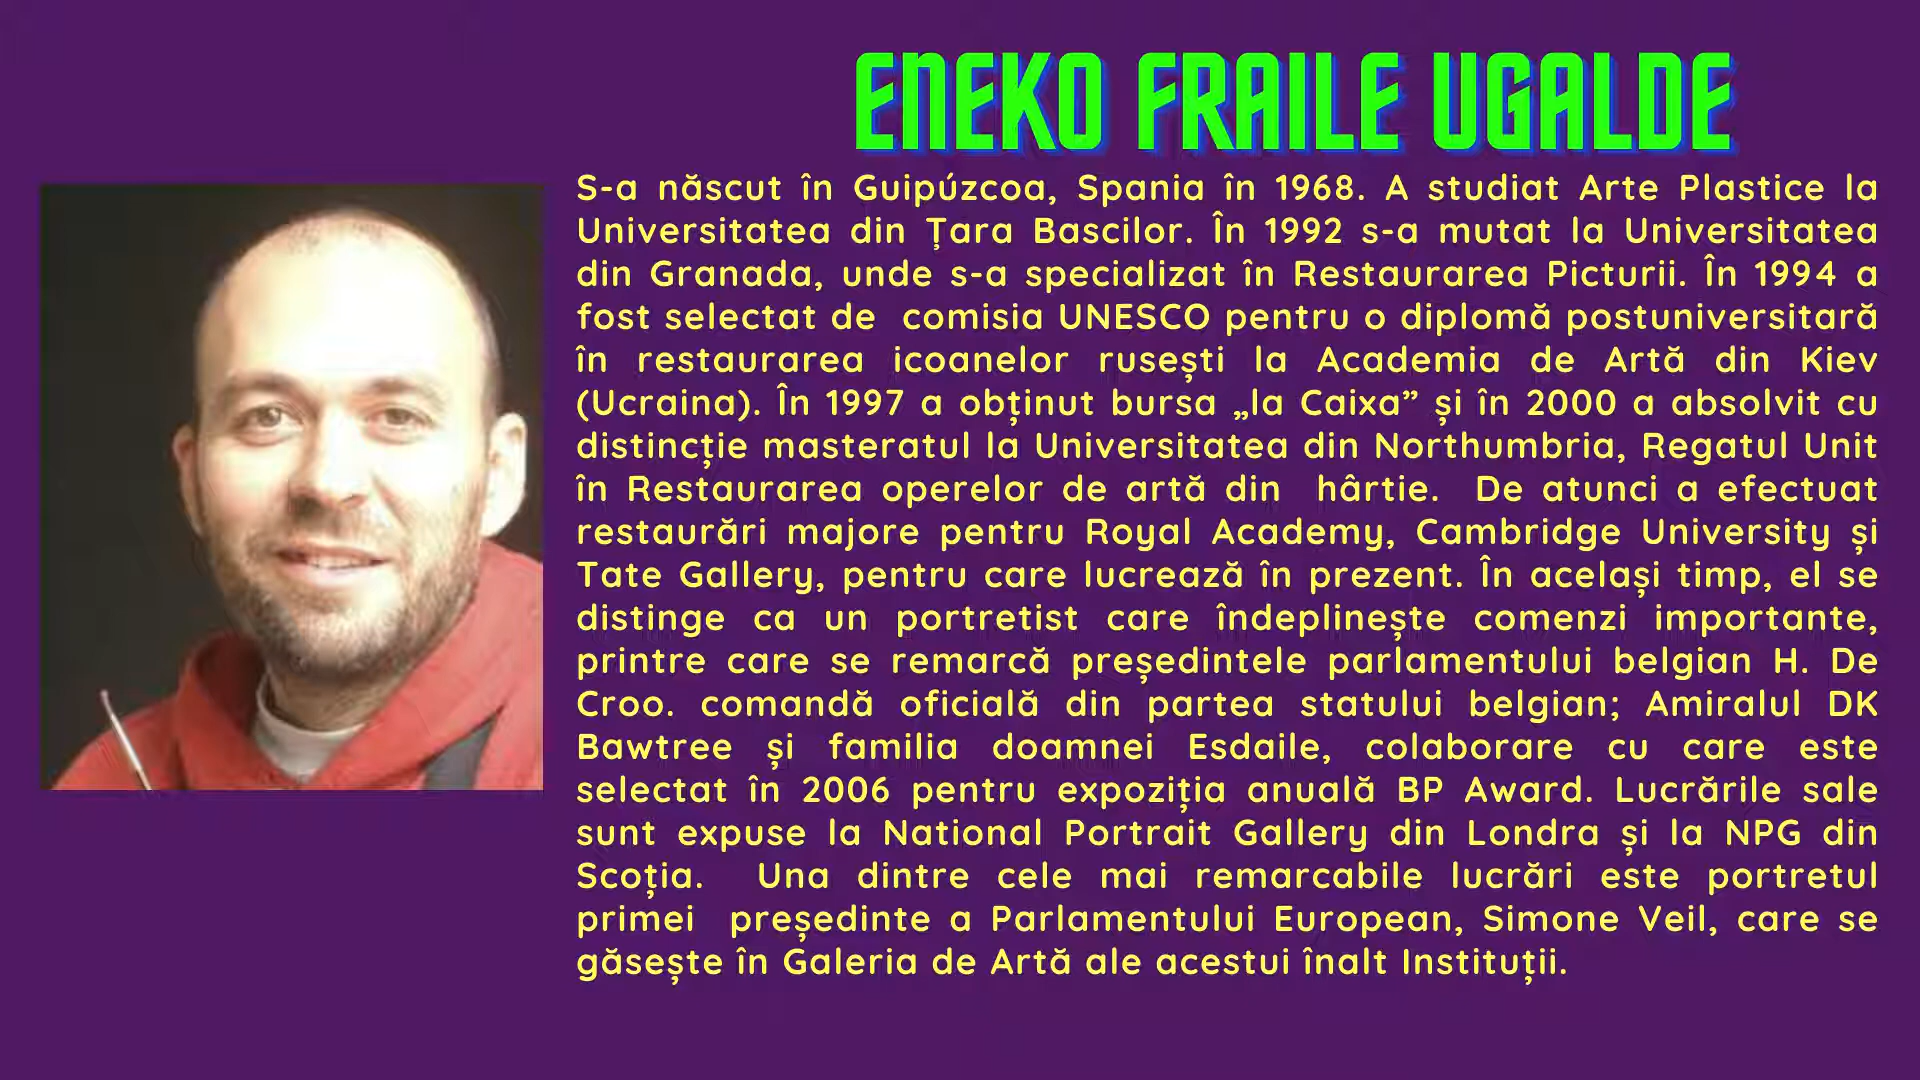 ENEKO FRAILE UGALDE
S-a născut în Guipúzcoa, Spania în 1968. A studiat Arte Plastice la
Universitatea din Țara Bascilor. În 1992 s-a mutat la Universitatea
din Granada, unde s-a specializat în Restaurarea Picturii. În 1994 a
fost selectat de comisia UNESCO pentru o diplomă postuniversitară
în restaurarea icoanelor rusești la Academia de Artă din Kiev
(Ucraina). În 1997 a obținut bursa „la Caixa” și în 2000 a absolvit cu
distincție masteratul la Universitatea din Northumbria, Regatul Unit
în Restaurarea operelor de artă din hârtie. De atunci a efectuat
restaurări majore pentru Royal Academy, Cambridge University și
Tate Gallery, pentru care lucrează în prezent. În același timp, el se
distinge ca un portretist care îndeplinește comenzi importante,
printre care se remarcă președintele parlamentului belgian H. De
Croo. comandă oficială din partea statului belgian; Amiralul DK
Bawtree și familia doamnei Esdaile, colaborare cu care este
selectat în 2006 pentru expoziția anuală BP Award. Lucrările sale
sunt expuse la National Portrait Gallery din Londra și la NPG din
Scoția. Una dintre cele mai remarcabile lucrări este portretul
primei președinte a Parlamentului European, Simone Veil, care se
găsește în Galeria de Artă ale acestui înalt Instituții.